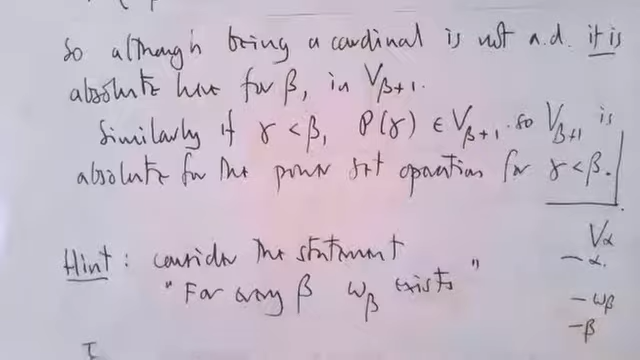 So although being a cardinal is not a.d. it is
absolute here for β, in V_{β+1}.
Similarly if γ < β, P(γ) ∈ V_{β+1}. so V_{β+1} is
absolute for the power set operation for γ < β.
Hint: consider the statement
"For every β ω_β exists"
V_α
- α.
- ω_β
- β